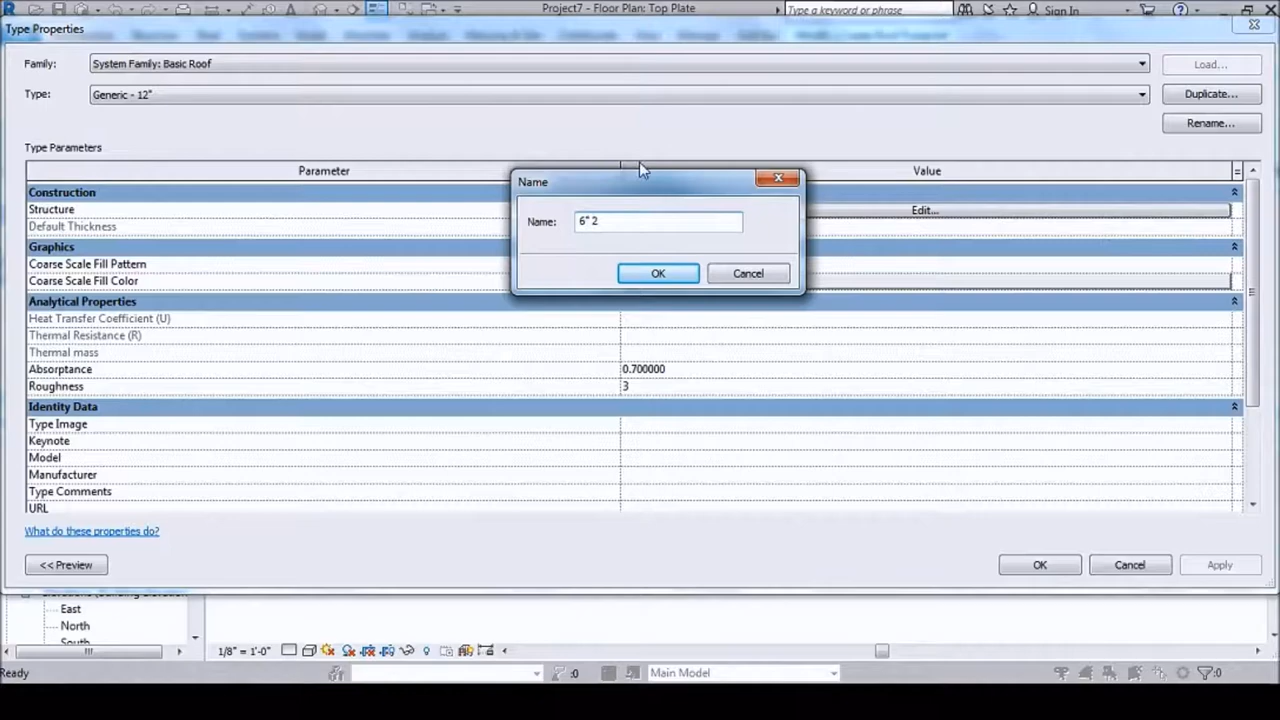 Project7 - Floor Plan: Top Plate
Type a keyword or phrase
Sign In
Type Properties
Family:
System Family: Basic Roof
Load...
Type:
Generic - 12"
Duplicate...
Rename...
Type Parameters
Parameter
Value
=
Construction
Structure
Edit...
Default Thickness
Graphics
Coarse Scale Fill Pattern
Coarse Scale Fill Color
Analytical Properties
Heat Transfer Coefficient (U)
Thermal Resistance (R)
Thermal mass
Absorptance
0.700000
Roughness
3
Identity Data
Type Image
Keynote
Model
Manufacturer
Type Comments
URL
Name
Name:
6" 2
OK
Cancel
What do these properties do?
<< Preview
OK
Cancel
Apply
East
North
South
1/8" = 1'-0"
Ready
:0
Main Model
:0